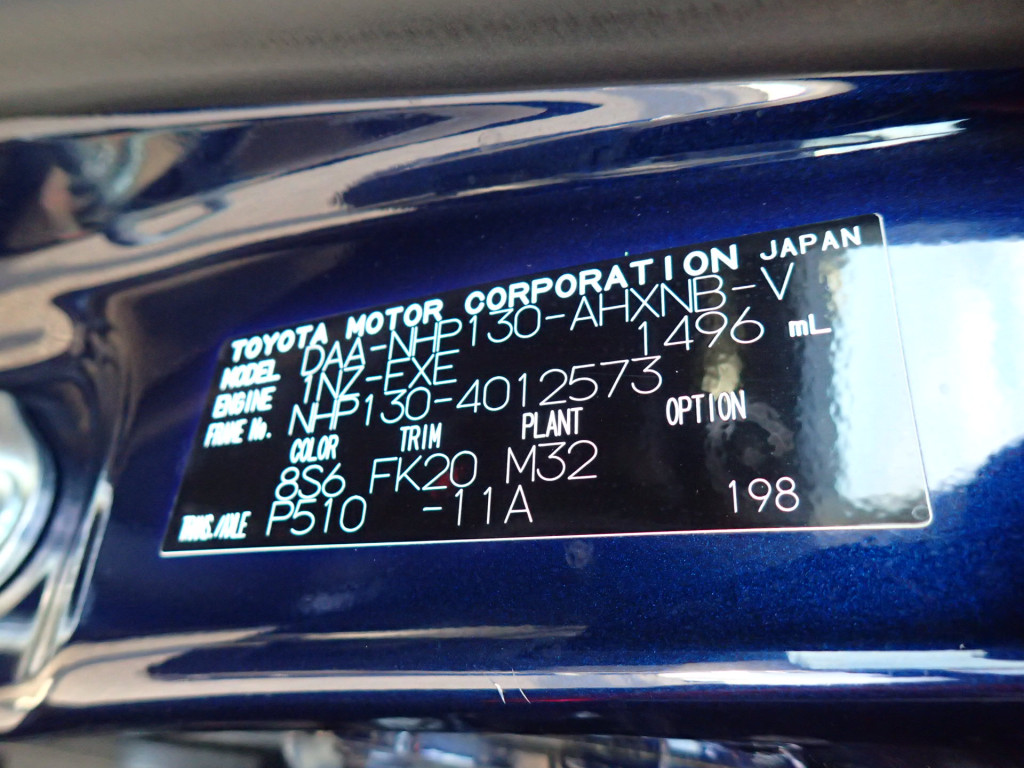 TOYOTA MOTOR CORPORATION JAPAN
MODEL DAA-NHP130-AHXNB-V
ENGINE 1NZ-EXE 1496 mL
FRAME No. NHP130-4012573
COLOR TRIM PLANT OPTION
8S6 FK20 M32
TRANS./AXLE P510 -11A 198